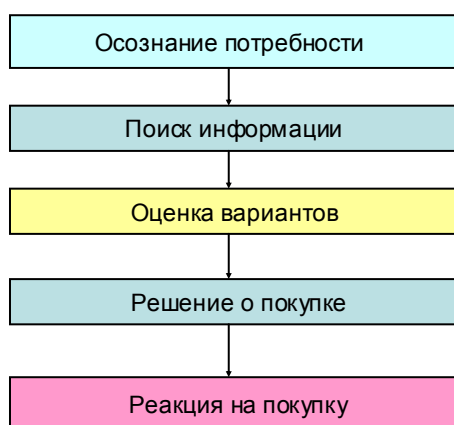 Осознание потребности
Поиск информации
Оценка вариантов
Решение о покупке
Реакция на покупку